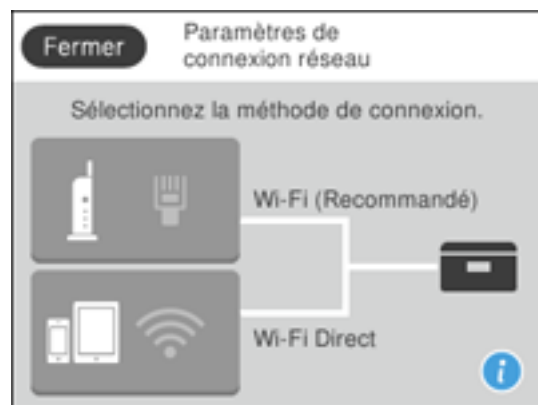 Fermer
Paramètres de
connexion réseau
Sélectionnez la méthode de connexion.
Wi-Fi (Recommandé)
Wi-Fi Direct
i